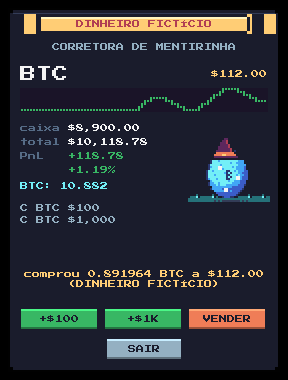 DINHEIRO FICTíCIO
CORRETORA DE MENTIRINHA
BTC $112.00
caixa $8,900.00
total $10,118.78
PnL +118.78
+1.19%
BTC: 10.882
C BTC $100
C BTC $1,000
B
comprou 0.891964 BTC a $112.00
(DINHEIRO FICTíCIO)
+$100 +$1K VENDER
SAIR